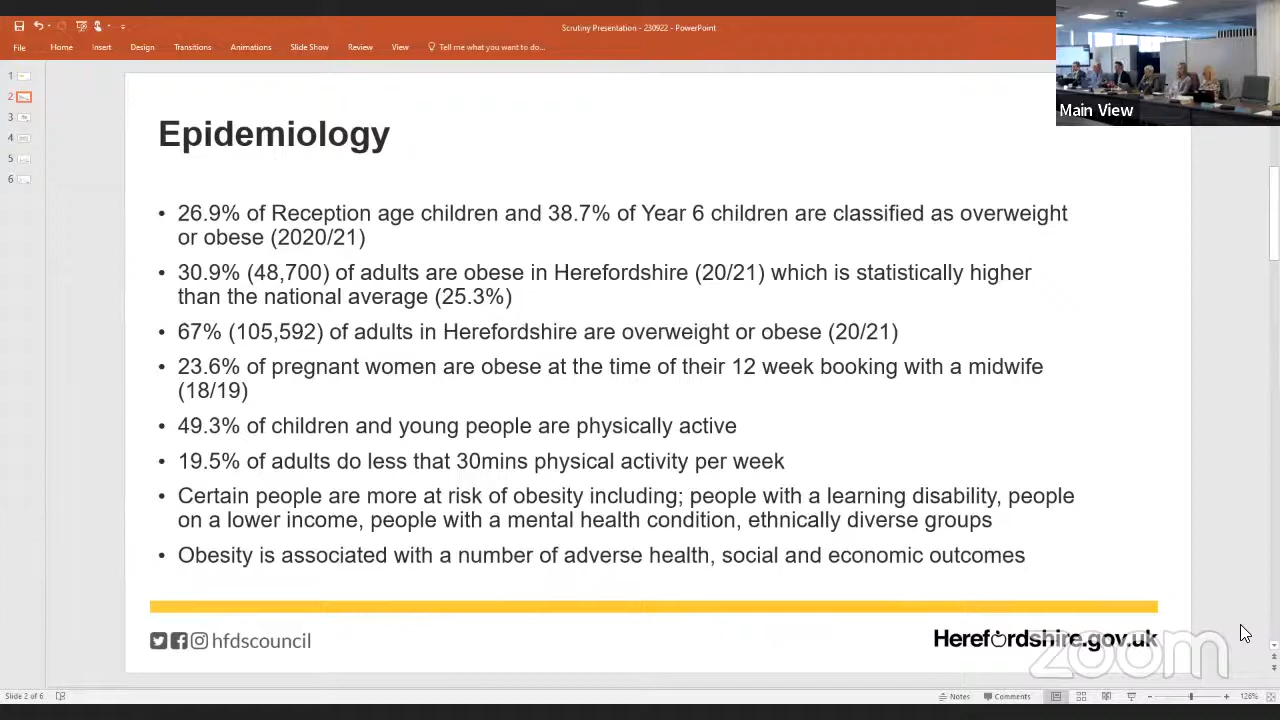 Scrutiny Presentation - 230922 - PowerPoint
File Home Insert Design Transitions Animations Slide Show Review View Tell me what you want to do...
Main View
1
2
3
4
5
6
Epidemiology
• 26.9% of Reception age children and 38.7% of Year 6 children are classified as overweight
or obese (2020/21)
• 30.9% (48,700) of adults are obese in Herefordshire (20/21) which is statistically higher
than the national average (25.3%)
• 67% (105,592) of adults in Herefordshire are overweight or obese (20/21)
• 23.6% of pregnant women are obese at the time of their 12 week booking with a midwife
(18/19)
• 49.3% of children and young people are physically active
• 19.5% of adults do less that 30mins physical activity per week
• Certain people are more at risk of obesity including; people with a learning disability, people
on a lower income, people with a mental health condition, ethnically diverse groups
• Obesity is associated with a number of adverse health, social and economic outcomes
hfdscouncil
Herefordshire.gov.uk
zoom
Slide 2 of 6 Notes Comments 126%